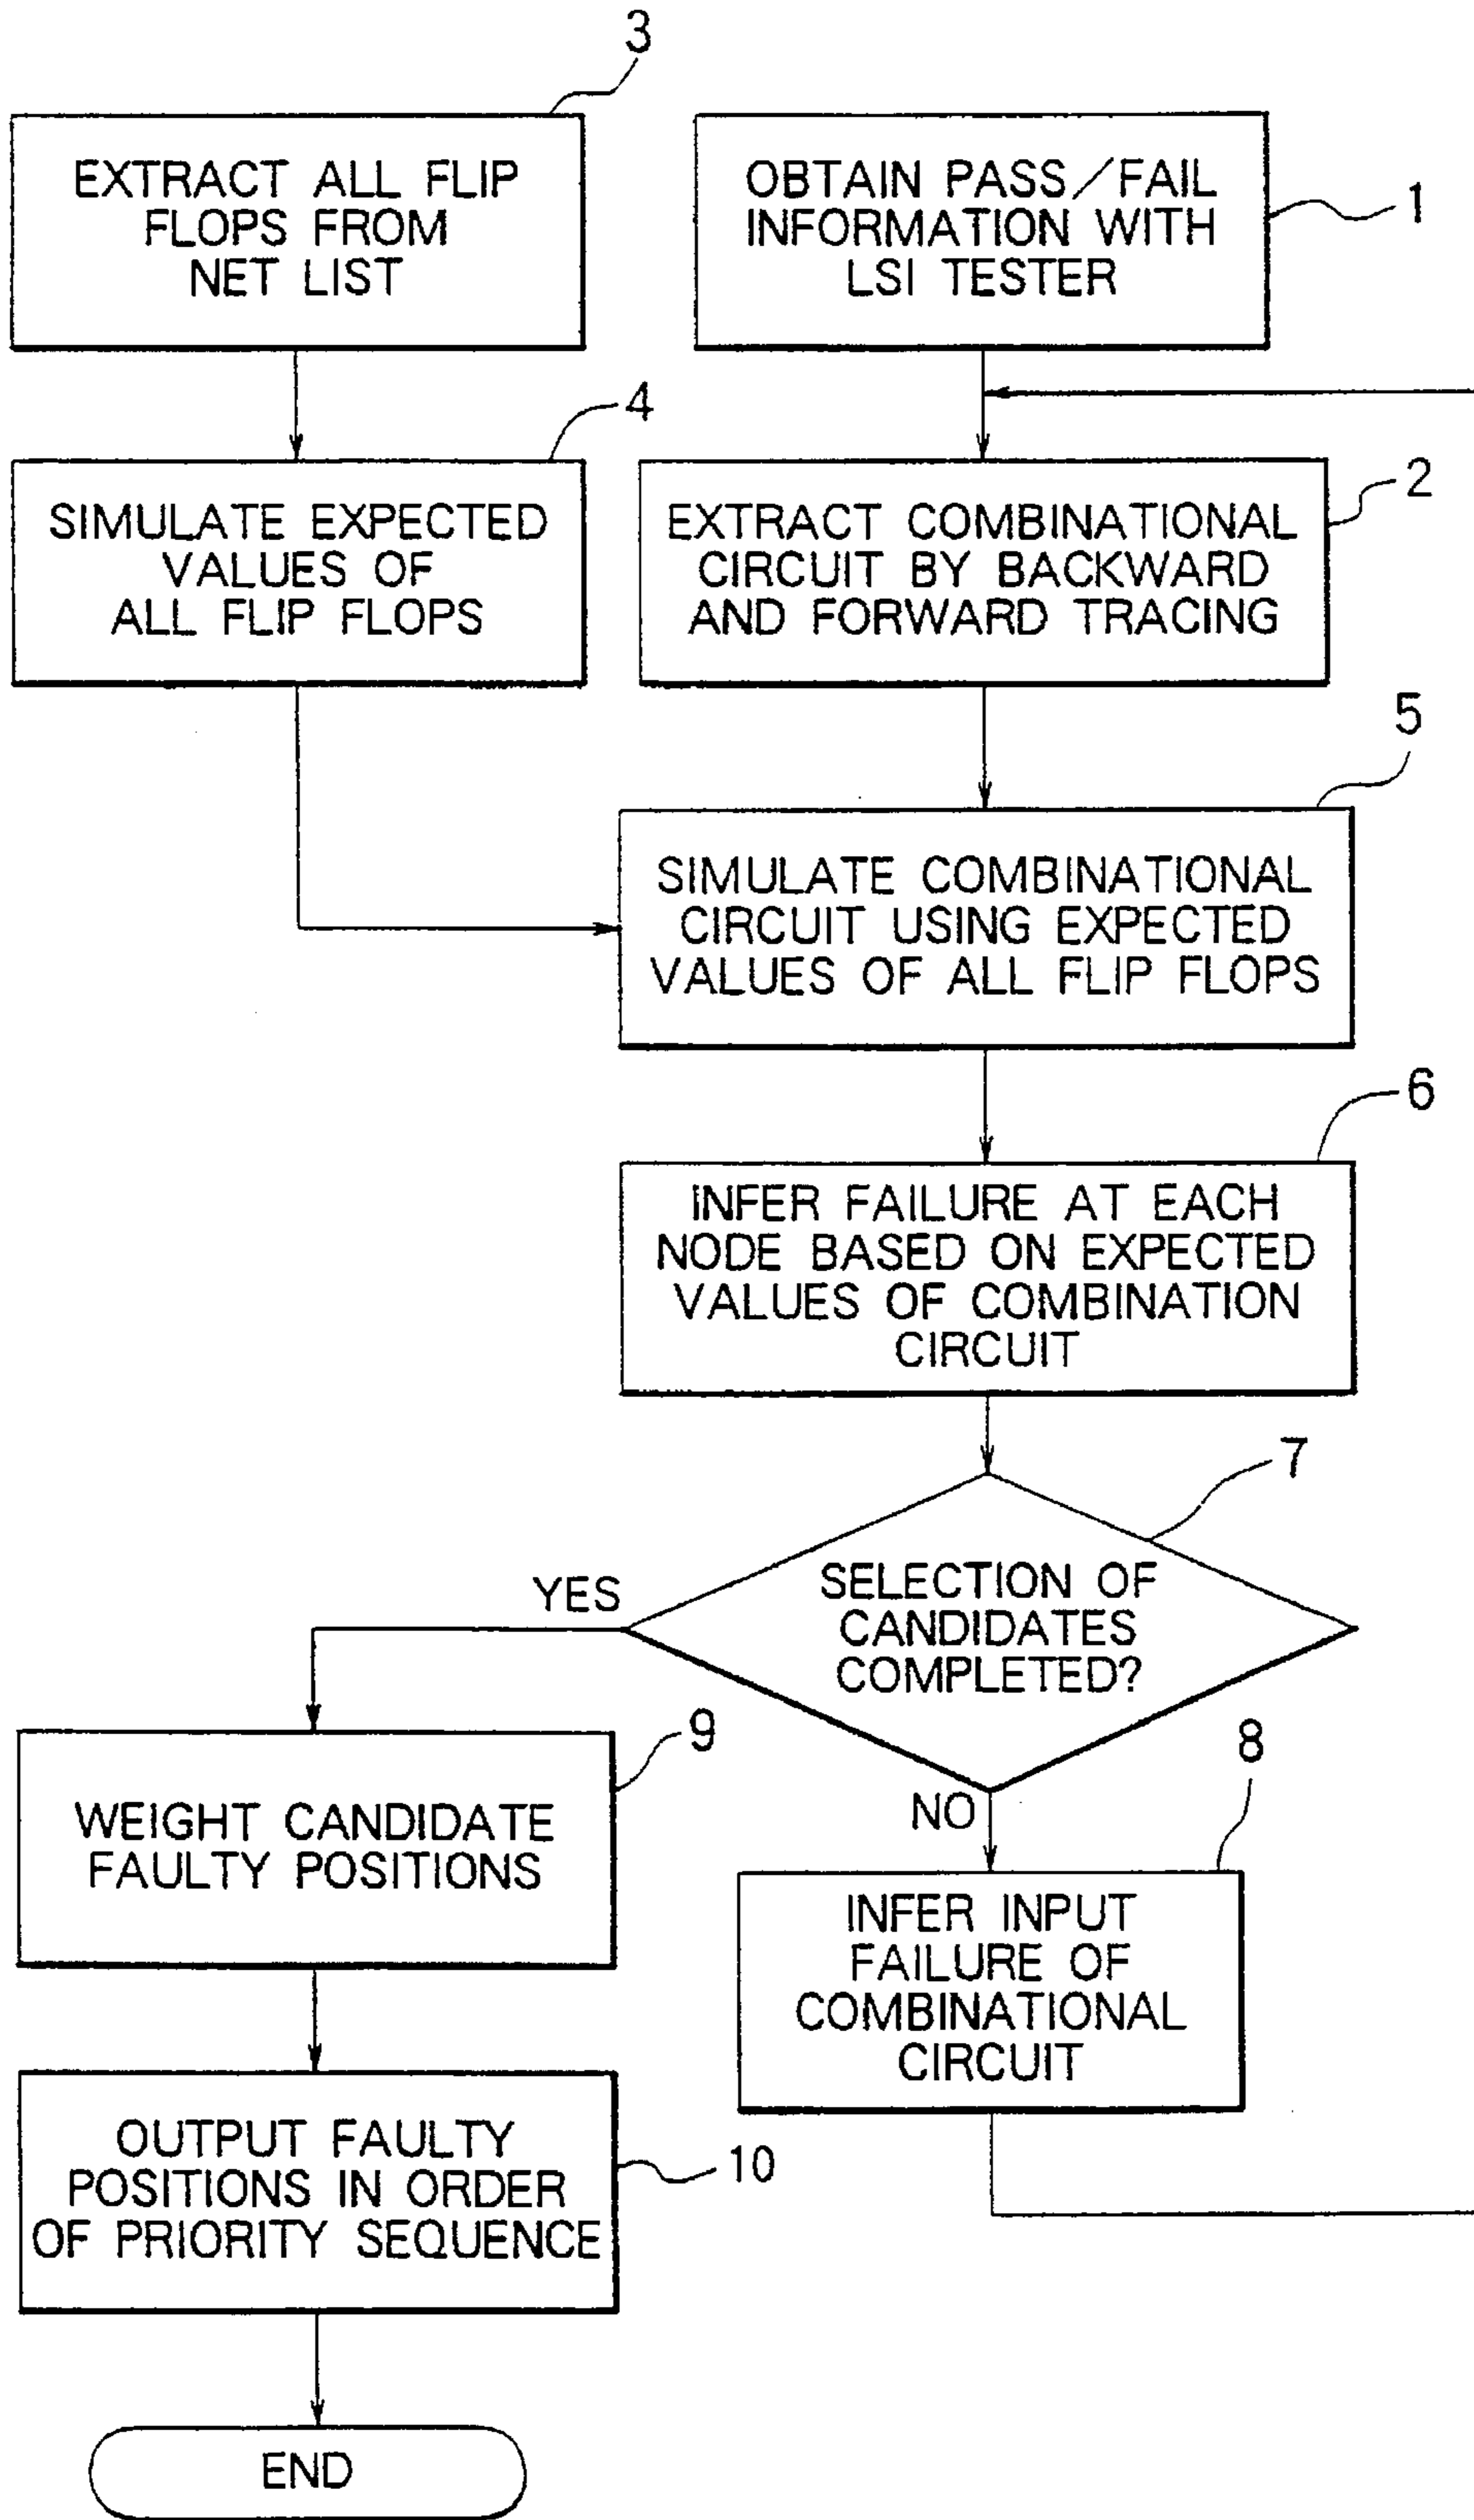 3
EXTRACT ALL FLIP
FLOPS FROM
NET LIST
OBTAIN PASS/FAIL
INFORMATION WITH
LSI TESTER
1
4
SIMULATE EXPECTED
VALUES OF
ALL FLIP FLOPS
2
EXTRACT COMBINATIONAL
CIRCUIT BY BACKWARD
AND FORWARD TRACING
5
SIMULATE COMBINATIONAL
CIRCUIT USING EXPECTED
VALUES OF ALL FLIP FLOPS
6
INFER FAILURE AT EACH
NODE BASED ON EXPECTED
VALUES OF COMBINATION
CIRCUIT
7
SELECTION OF
CANDIDATES
COMPLETED?
YES
NO
9
WEIGHT CANDIDATE
FAULTY POSITIONS
8
INFER INPUT
FAILURE OF
COMBINATIONAL
CIRCUIT
OUTPUT FAULTY
POSITIONS IN ORDER
OF PRIORITY SEQUENCE
10
END